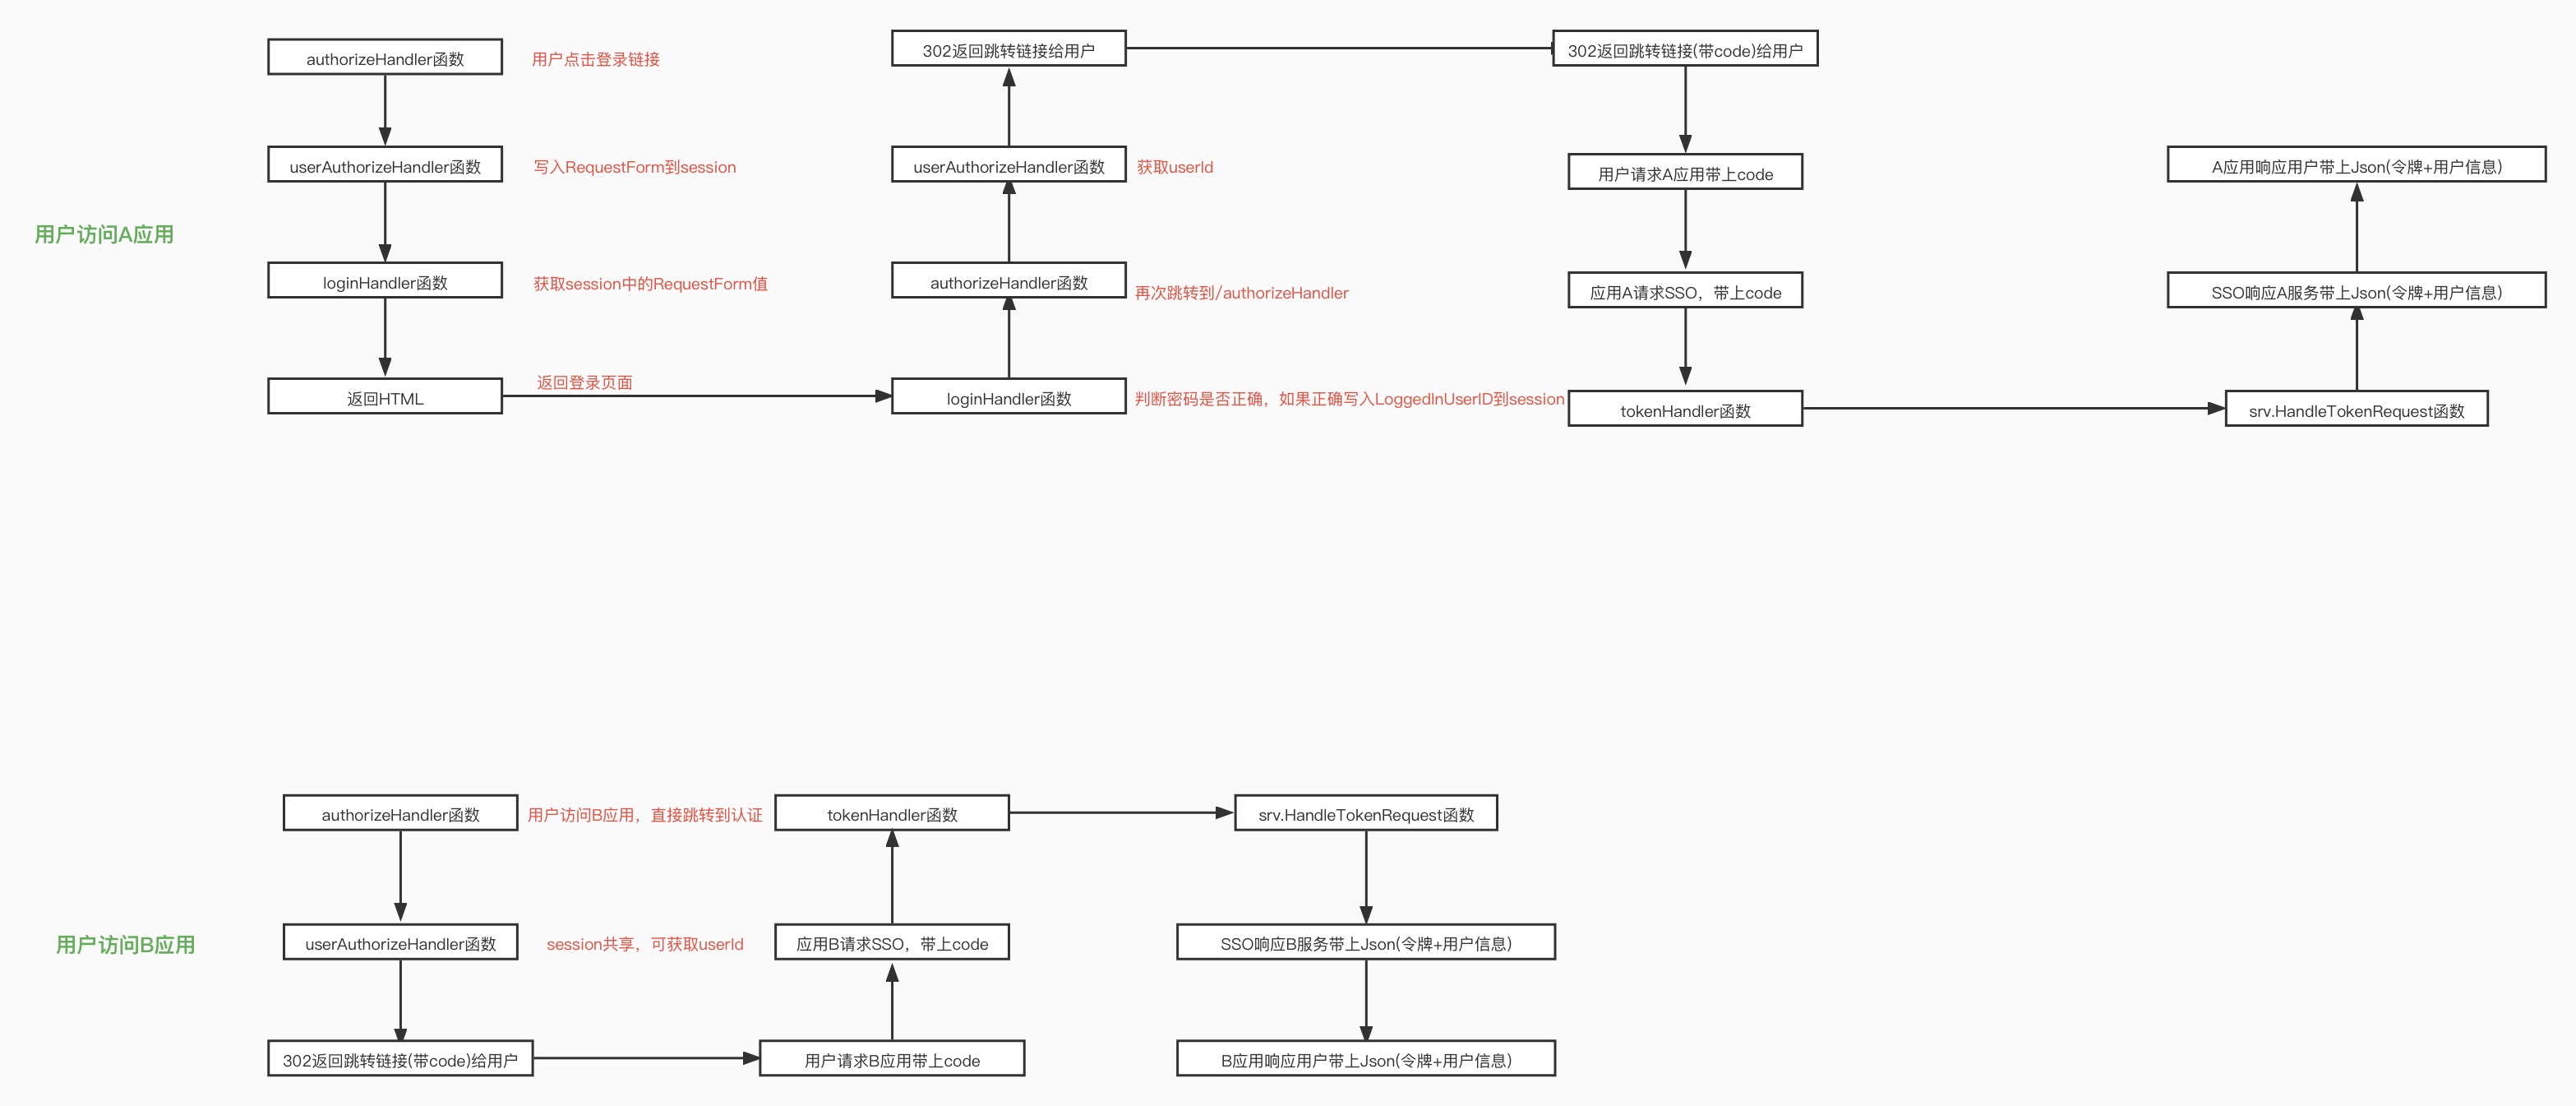 用户访问A应用
authorizeHandler函数
用户点击登录链接
userAuthorizeHandler函数
写入RequestForm到session
loginHandler函数
获取session中的RequestForm值
返回HTML
返回登录页面
loginHandler函数
判断密码是否正确，如果正确写入LoggedInUserID到session
authorizeHandler函数
再次跳转到/authorizeHandler
userAuthorizeHandler函数
获取userId
302返回跳转链接给用户
302返回跳转链接(带code)给用户
用户请求A应用带上code
应用A请求SSO，带上code
tokenHandler函数
srv.HandleTokenRequest函数
SSO响应A服务带上Json(令牌+用户信息)
A应用响应用户带上Json(令牌+用户信息)
用户访问B应用
authorizeHandler函数
用户访问B应用，直接跳转到认证
userAuthorizeHandler函数
session共享，可获取userId
302返回跳转链接(带code)给用户
用户请求B应用带上code
应用B请求SSO，带上code
tokenHandler函数
srv.HandleTokenRequest函数
SSO响应B服务带上Json(令牌+用户信息)
B应用响应用户带上Json(令牌+用户信息)